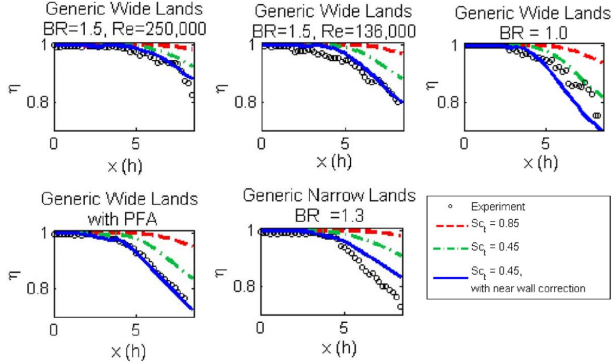 Generic Wide Lands
BR=1.5, Re=250,000
1
η
0.8
0
5
x (h)
Generic Wide Lands
BR=1.5, Re=136,000
1
η
0.8
0
5
x (h)
Generic Wide Lands
BR = 1.0
1
η
0.8
0
5
x (h)
Generic Wide Lands
with PFA
1
η
0.8
0
5
x (h)
Generic Narrow Lands
BR =1.3
1
η
0.8
0
5
x (h)
Experiment
Sct = 0.85
Sct = 0.45
Sct = 0.45,
with near wall correction